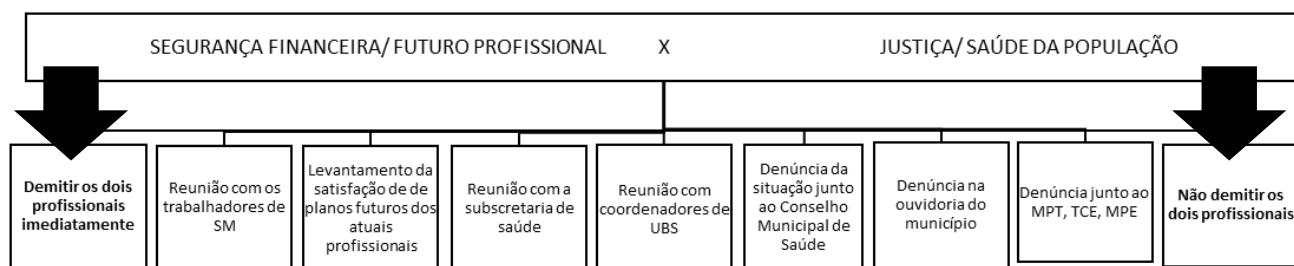 SEGURANÇA FINANCEIRA/ FUTURO PROFISSIONAL X JUSTIÇA/ SAÚDE DA POPULAÇÃO
Demitir os dois
profissionais
imediatamente
Reunião com os
trabalhadores de
SM
Levantamento da
satisfação de de
planos futuros dos
atuais
profissionais
Reunião com a
subscretaria de
saúde
Reunião com
coordenadores de
UBS
Denúncia da
situação junto
ao Conselho
Municipal de
Saúde
Denúncia na
ouvidoria do
município
Denúncia junto ao
MPT, TCE, MPE
Não demitir os
dois profissionais